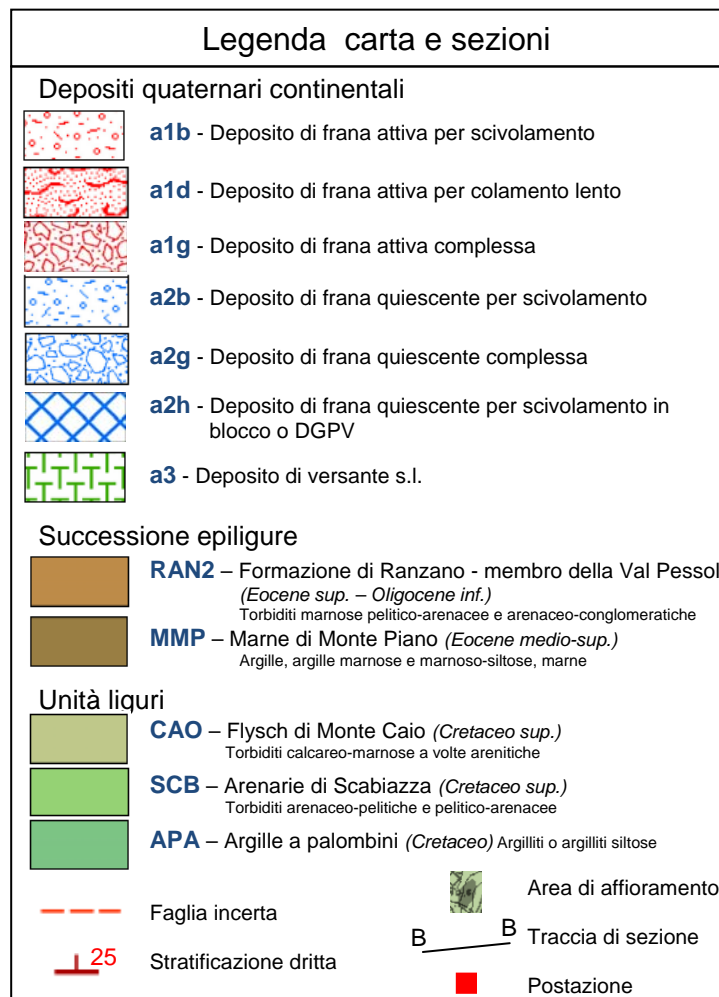 Legenda carta e sezioni
Depositi quaternari continentali
a1b - Deposito di frana attiva per scivolamento
a1d - Deposito di frana attiva per colamento lento
a1g - Deposito di frana attiva complessa
a2b - Deposito di frana quiescente per scivolamento
a2g - Deposito di frana quiescente complessa
a2h - Deposito di frana quiescente per scivolamento in
blocco o DGPV
a3 - Deposito di versante s.l.
Successione epiligure
RAN2 – Formazione di Ranzano - membro della Val Pessol
(Eocene sup. – Oligocene inf.)
Torbiditi marnose pelitico-arenacee e arenaceo-conglomeratiche
MMP – Marne di Monte Piano (Eocene medio-sup.)
Argille, argille marnose e marnoso-siltose, marne
Unità liguri
CAO – Flysch di Monte Caio (Cretaceo sup.)
Torbiditi calcareo-marnose a volte arenitiche
SCB – Arenarie di Scabiazza (Cretaceo sup.)
Torbiditi arenaceo-pelitiche e pelitico-arenacee
APA – Argille a palombini (Cretaceo) Argilliti o argilliti siltose
Faglia incerta
25 Stratificazione dritta
Area di affioramento
B B Traccia di sezione
Postazione